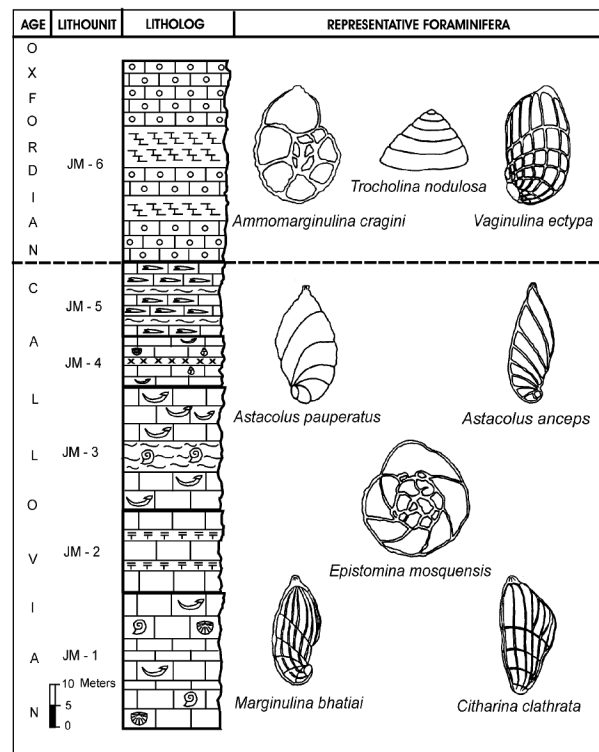 AGE LITHOUNIT LITHOLOG REPRESENTATIVE FORAMINIFERA
O
X
F
O
R
D
I
A
N
JM - 6
Ammomarginulina cragini
Trocholina nodulosa
Vaginulina ectypa
C
A
L
L
O
V
I
A
N
JM - 5
JM - 4
JM - 3
JM - 2
JM - 1
Astacolus pauperatus
Astacolus anceps
Epistomina mosquensis
Marginulina bhatiai
Citharina clathrata
10 Meters
5
0